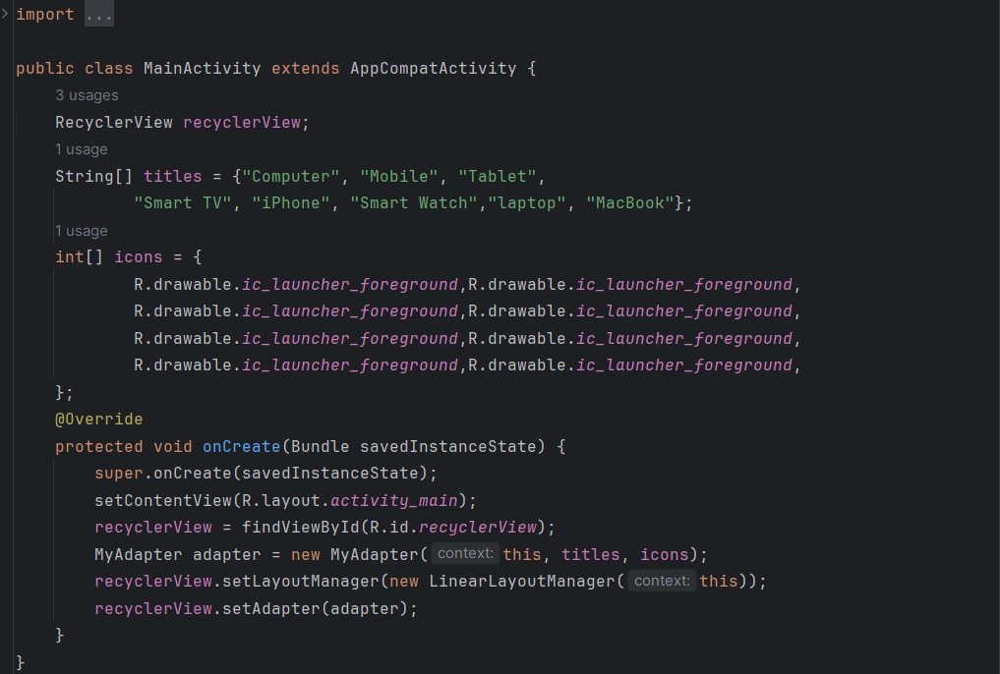 import ...
public class MainActivity extends AppCompatActivity {
3 usages
RecyclerView recyclerView;
1 usage
String[] titles = {"Computer", "Mobile", "Tablet",
"Smart TV", "iPhone", "Smart Watch","laptop", "MacBook"};
1 usage
int[] icons = {
R.drawable.ic_launcher_foreground,R.drawable.ic_launcher_foreground,
R.drawable.ic_launcher_foreground,R.drawable.ic_launcher_foreground,
R.drawable.ic_launcher_foreground,R.drawable.ic_launcher_foreground,
R.drawable.ic_launcher_foreground,R.drawable.ic_launcher_foreground,
};
@Override
protected void onCreate(Bundle savedInstanceState) {
super.onCreate(savedInstanceState);
setContentView(R.layout.activity_main);
recyclerView = findViewById(R.id.recyclerView);
MyAdapter adapter = new MyAdapter( context: this, titles, icons);
recyclerView.setLayoutManager(new LinearLayoutManager( context: this));
recyclerView.setAdapter(adapter);
}
}